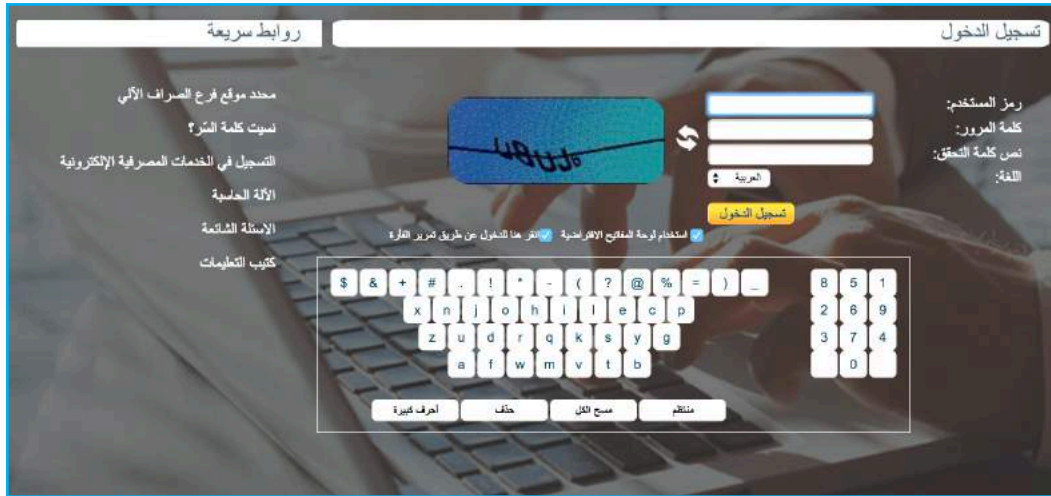 تسجيل الدخول
رمز المستخدم:
كلمة المرور:
نص كلمة التحقق:
اللغة:
العربية
تسجيل الدخول
استخدام لوحة المفاتيح الافتراضية
انقر هنا للدخول عن طريق تمرير الفأرة
$ & + # . ! * - ( ? @ % = ) _
x n j o h i l e c p
z u d r q k s y g
a f w m v t b
8 5 1
2 6 9
3 7 4
0
منتظم
مسح الكل
حذف
أحرف كبيرة
روابط سريعة
محدد موقع فرع الصراف الآلي
نسيت كلمة السّر؟
التسجيل في الخدمات المصرفية الإلكترونية
الألة الحاسبة
الاسئلة الشائعة
كتيب التعليمات